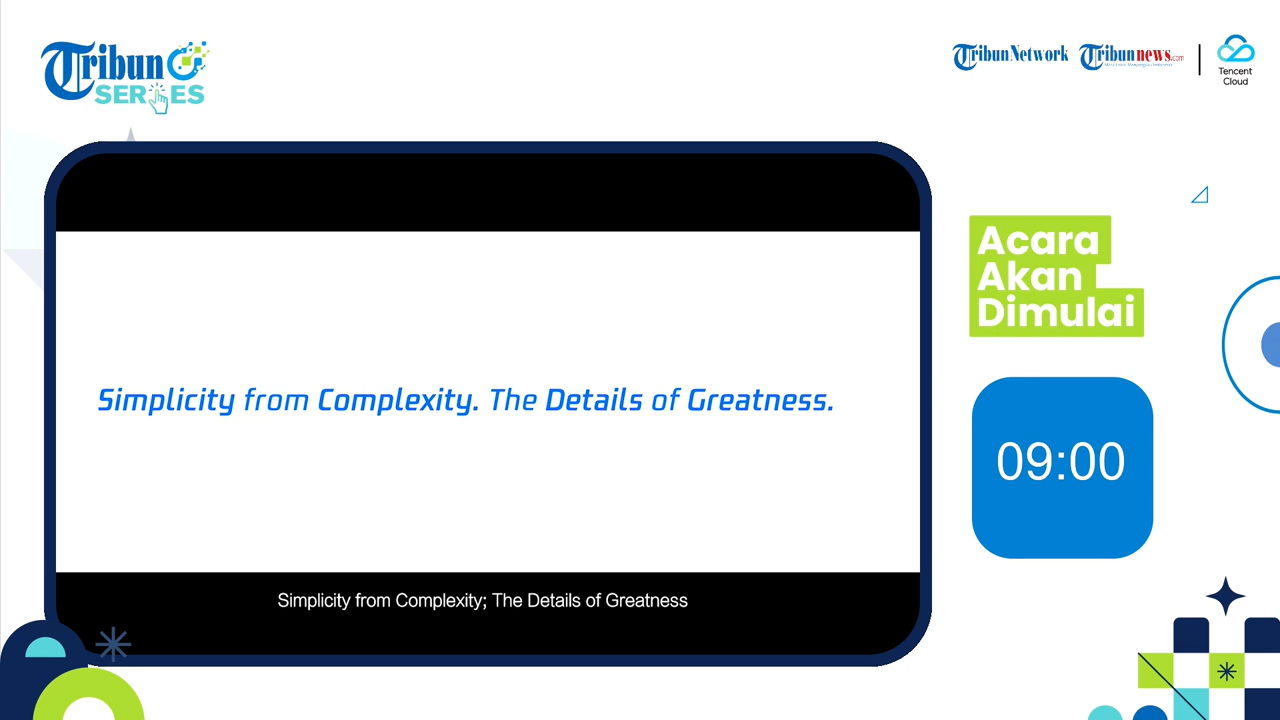 Tribun
SERIES
TribunNetwork
Tribunnews.com
Tencent
Cloud
Acara
Akan
Dimulai
Simplicity from Complexity. The Details of Greatness.
09:00
Simplicity from Complexity; The Details of Greatness